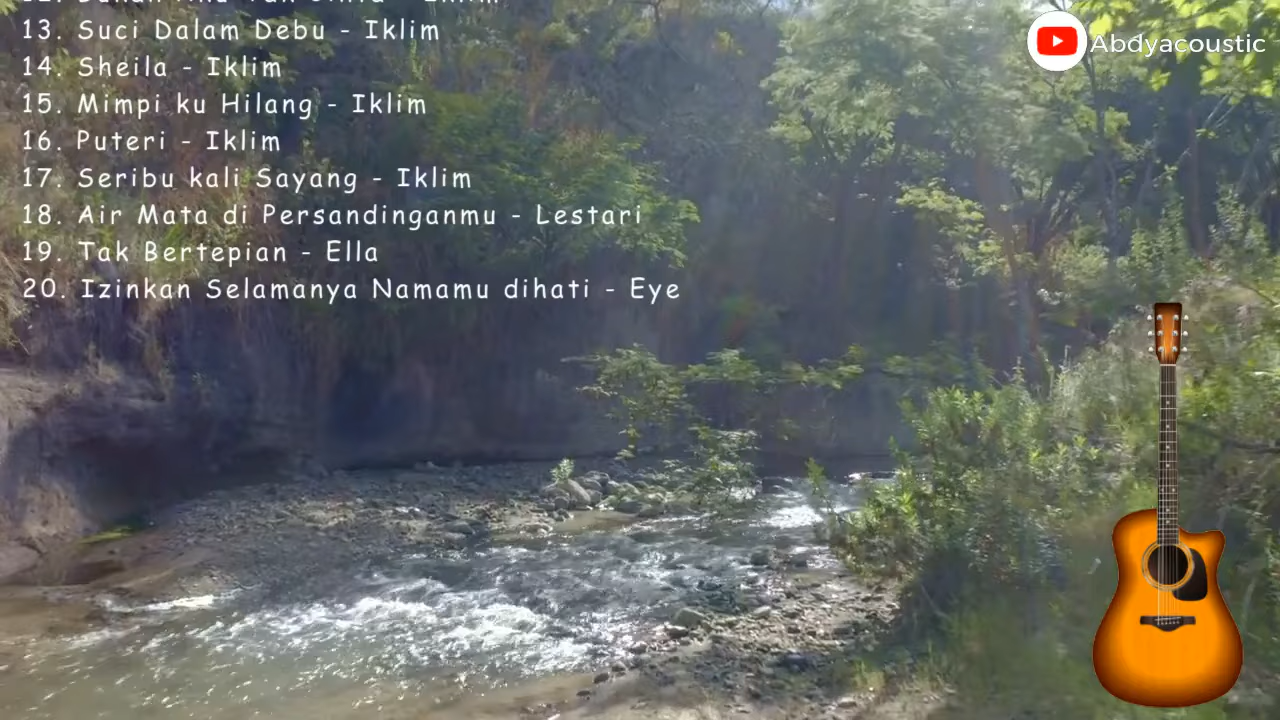 13. Suci Dalam Debu - Iklim
14. Sheila - Iklim
15. Mimpi ku Hilang - Iklim
16. Puteri - Iklim
17. Seribu kali Sayang - Iklim
18. Air Mata di Persandinganmu - Lestari
19. Tak Bertepian - Ella
20. Izinkan Selamanya Namamu dihati - Eye
Abdyacoustic